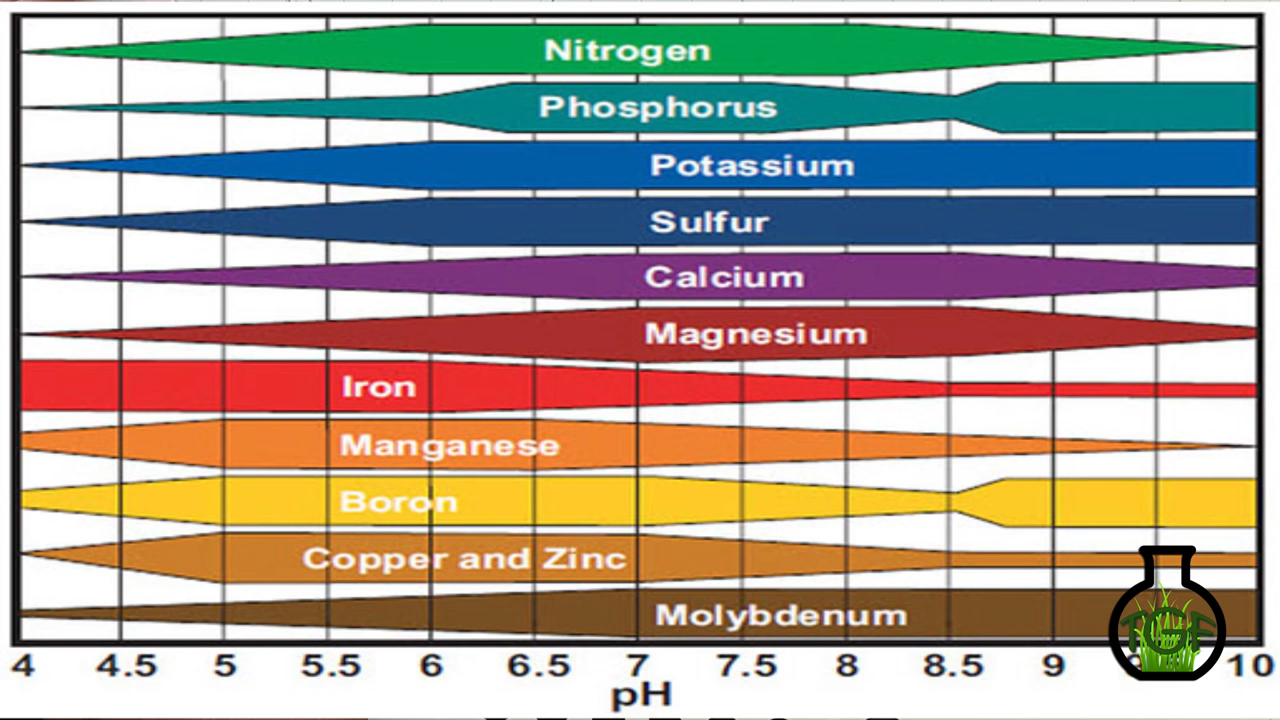 Nitrogen
Phosphorus
Potassium
Sulfur
Calcium
Magnesium
Iron
Manganese
Boron
Copper and Zinc
Molybdenum
TGF
4 4.5 5 5.5 6 6.5 7 7.5 8 8.5 9 10
pH